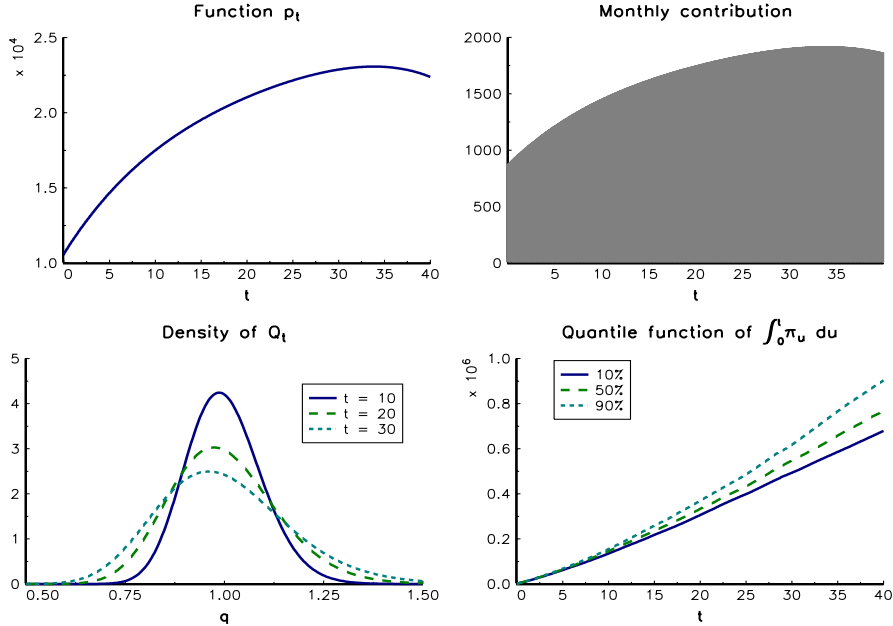 Function p_t
× 10^4
2.5
2.0
1.5
1.0
0 5 10 15 20 25 30 35 40
t
Monthly contribution
2000
1750
1500
1000
500
0
5 10 15 20 25 30 35
t
Density of Q_t
5
4
3
2
1
0
t = 10
t = 20
t = 30
0.50 0.75 1.00 1.25 1.50
q
Quantile function of ∫_0^t π_u du
× 10^6
1.0
0.8
0.6
0.4
0.2
0
10%
50%
90%
0 5 10 15 20 25 30 35 40
t